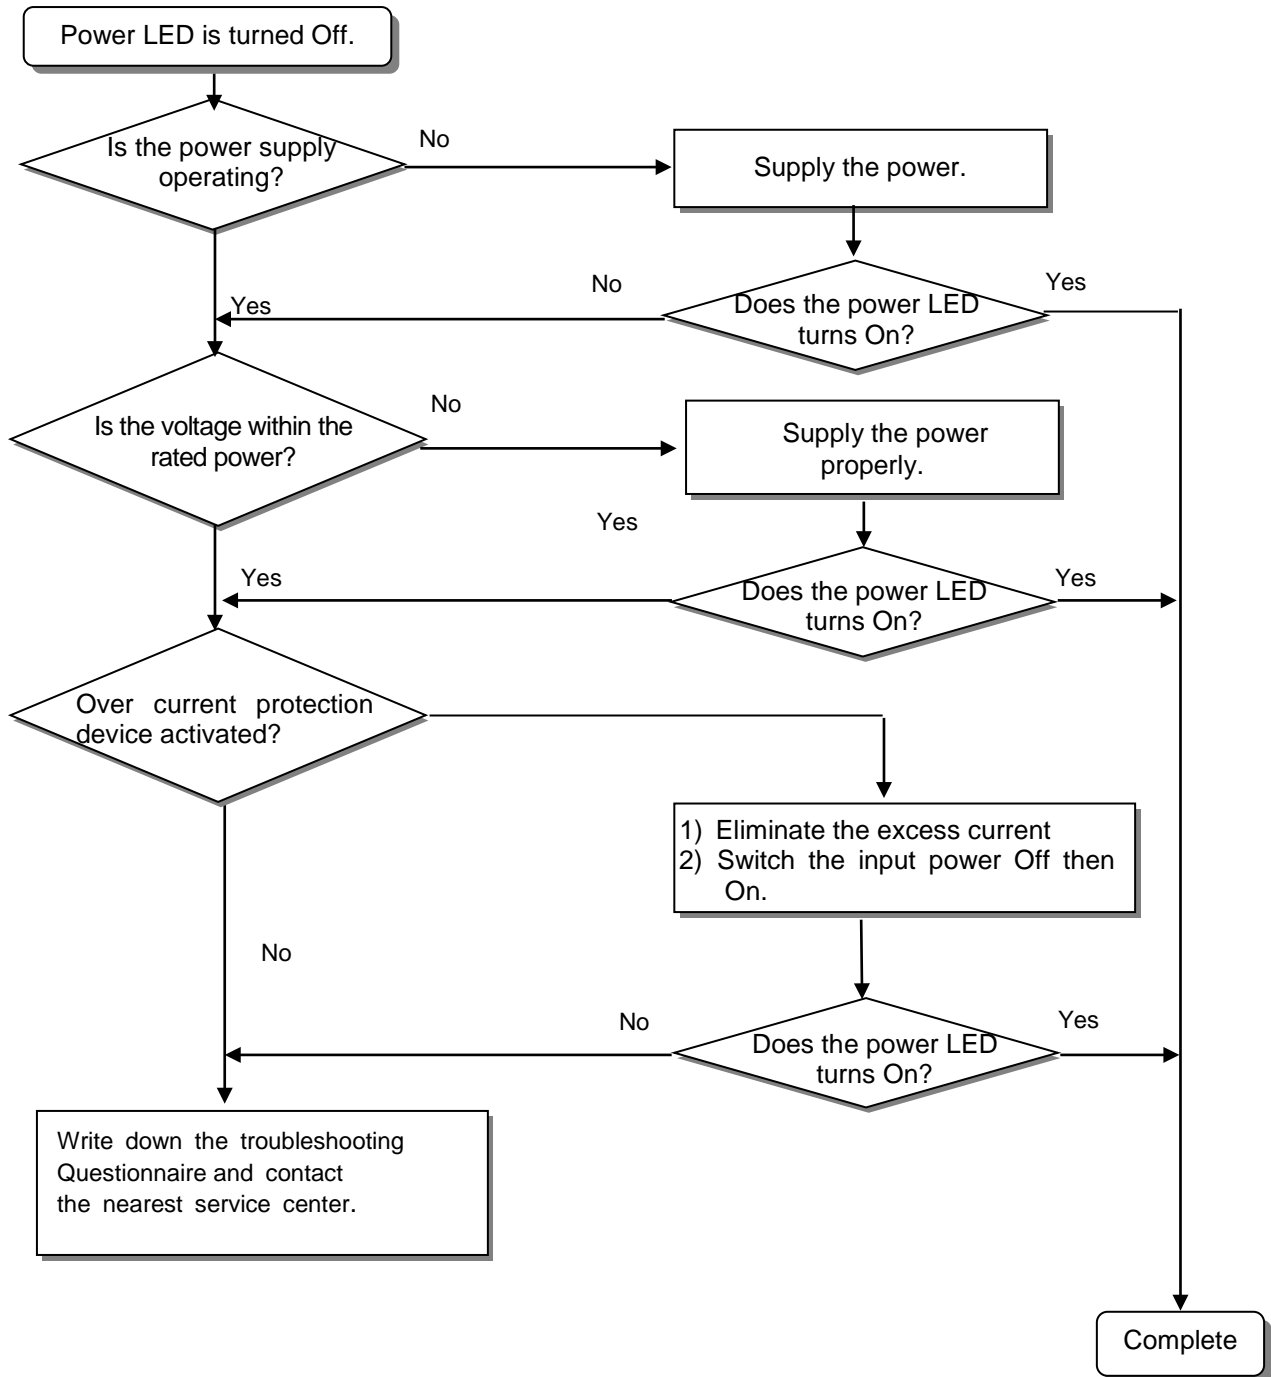 Power LED is turned Off.
Is the power supply
operating?
No
Supply the power.
Yes
No
Does the power LED
turns On?
Yes
Is the voltage within the
rated power?
No
Supply the power
properly.
Yes
Yes
Does the power LED
turns On?
Yes
Over current protection
device activated?
1) Eliminate the excess current
2) Switch the input power Off then
On.
No
No
Does the power LED
turns On?
Yes
Write down the troubleshooting
Questionnaire and contact
the nearest service center.
Complete